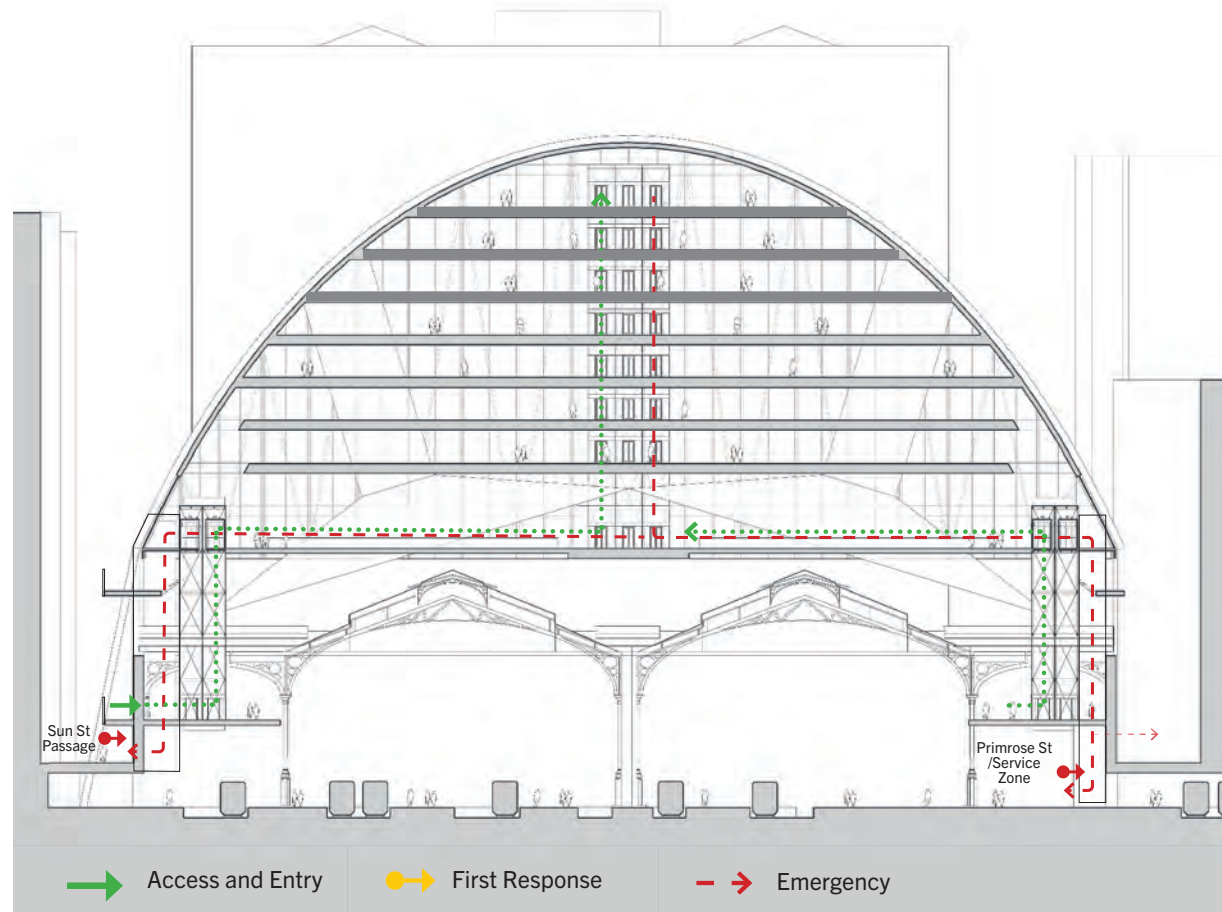 Sun St
Passage
Primrose St
/Service
Zone
Access and Entry
First Response
Emergency